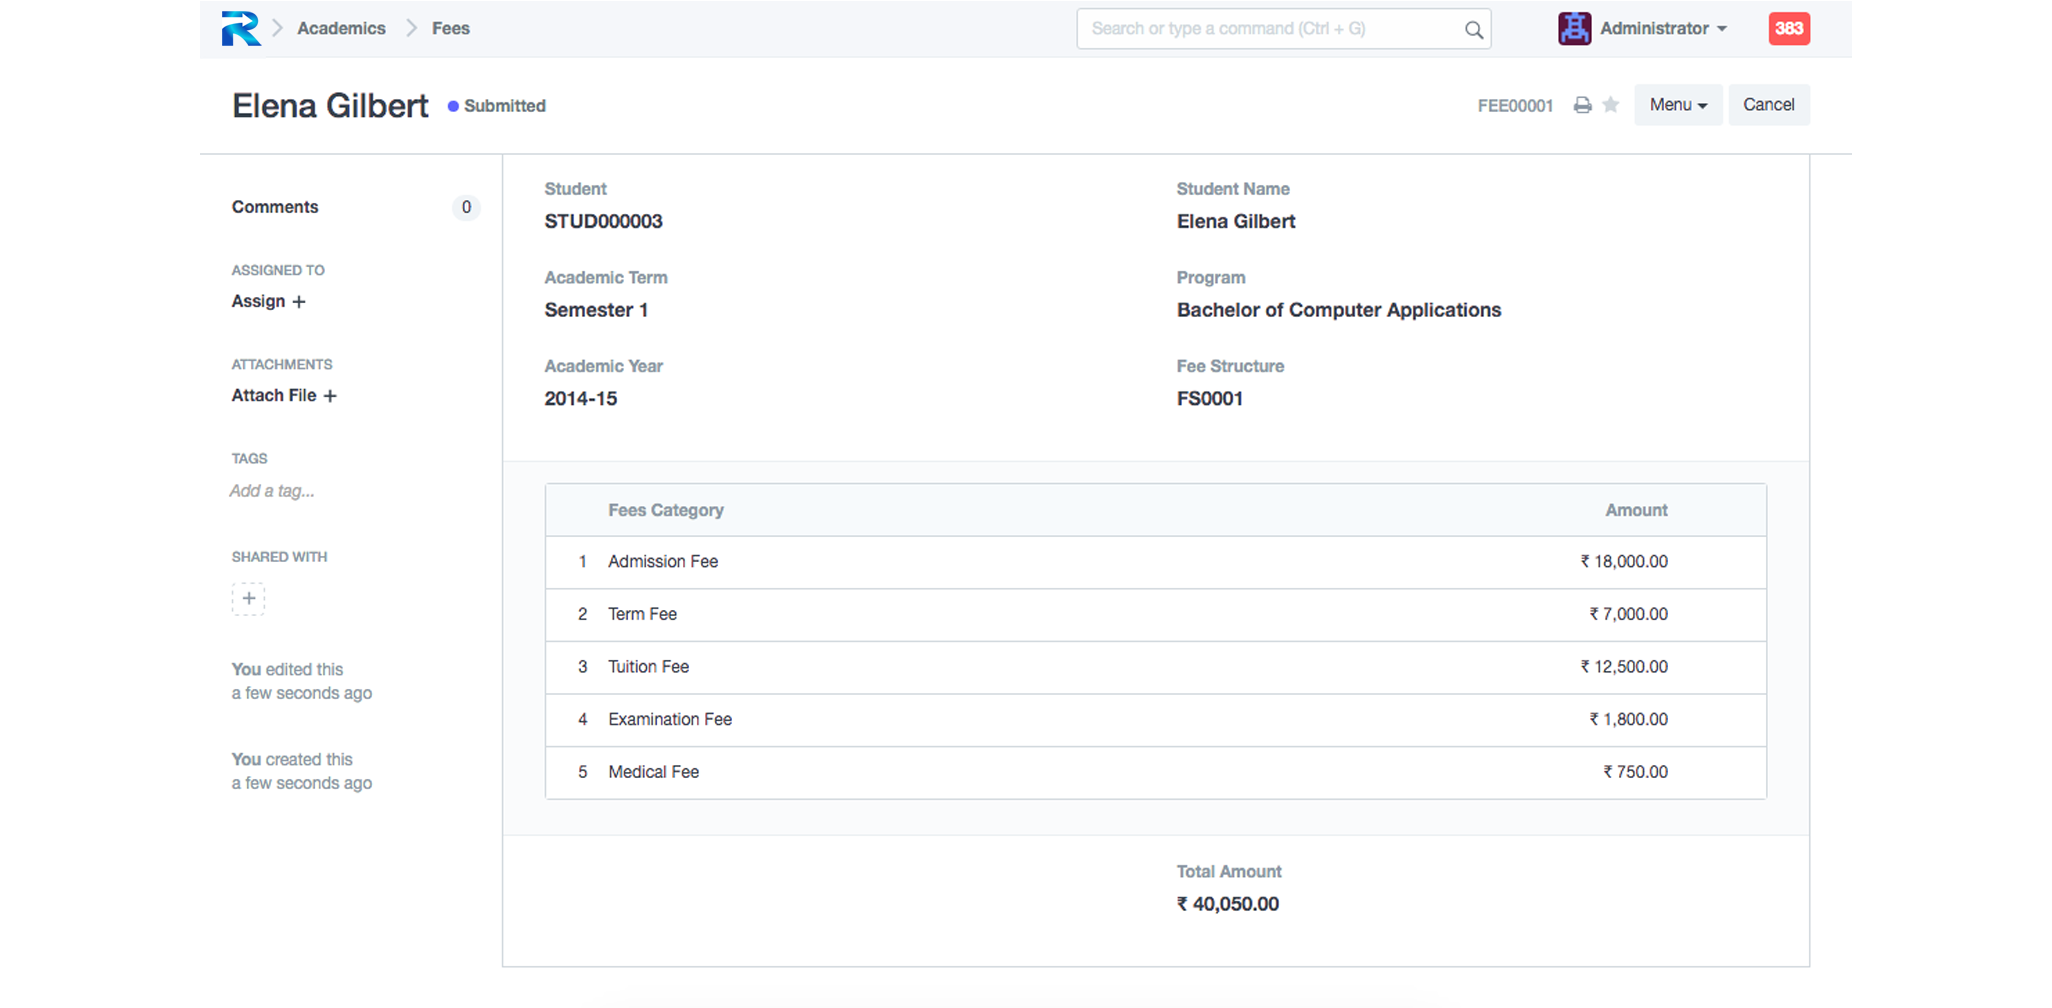 Academics Fees Search or type a command (Ctrl + G) Administrator 383
Elena Gilbert Submitted FEE00001 Menu Cancel
Comments 0
ASSIGNED TO
Assign +
ATTACHMENTS
Attach File +
TAGS
Add a tag...
SHARED WITH
+
You edited this
a few seconds ago
You created this
a few seconds ago
Student
STUD000003
Student Name
Elena Gilbert
Academic Term
Semester 1
Program
Bachelor of Computer Applications
Academic Year
2014-15
Fee Structure
FS0001
Fees Category Amount
1 Admission Fee ₹ 18,000.00
2 Term Fee ₹ 7,000.00
3 Tuition Fee ₹ 12,500.00
4 Examination Fee ₹ 1,800.00
5 Medical Fee ₹ 750.00
Total Amount
₹ 40,050.00